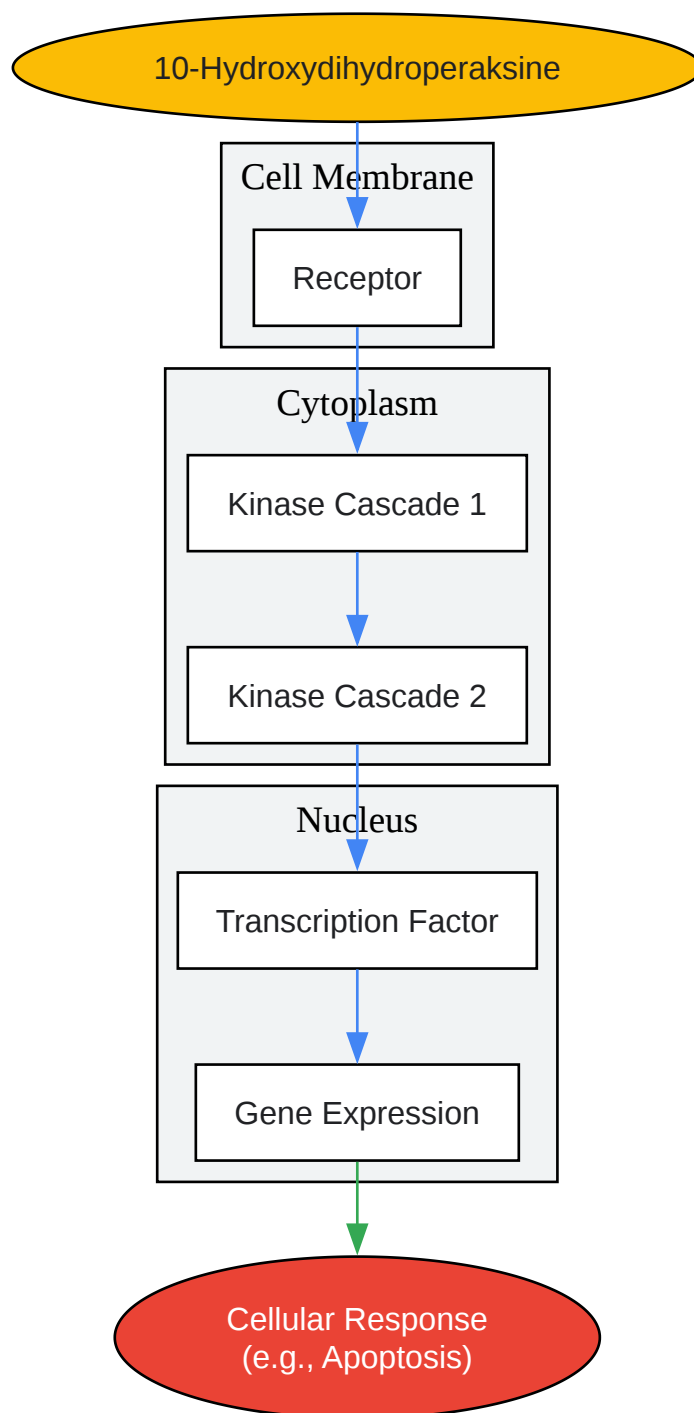 10-Hydroxydihydroperaksine
Cell Membrane
Receptor
Cytoplasm
Kinase Cascade 1
Kinase Cascade 2
Nucleus
Transcription Factor
Gene Expression
Cellular Response
(e.g., Apoptosis)